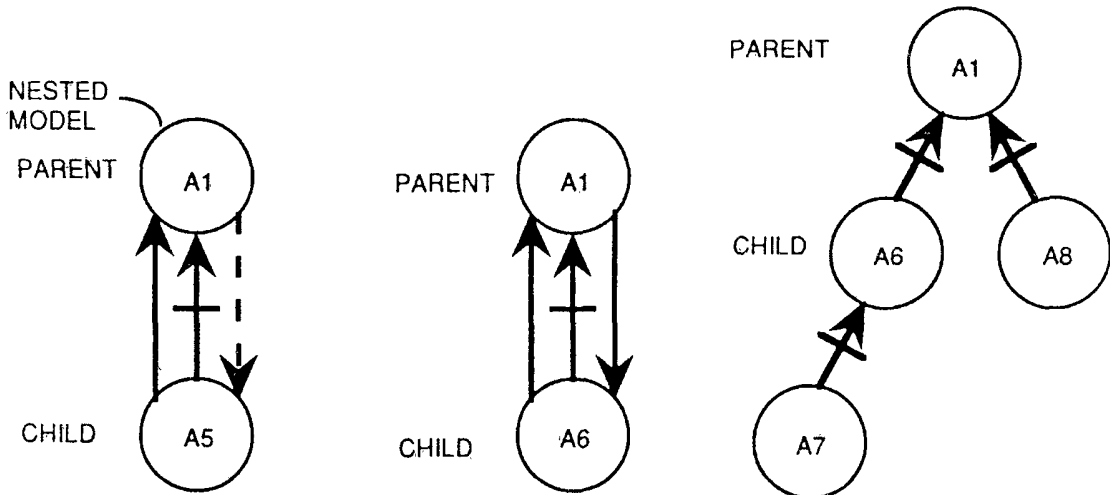 NESTED
MODEL
PARENT
A1
CHILD
A5
PARENT
A1
CHILD
A6
PARENT
A1
CHILD
A6
A8
A7